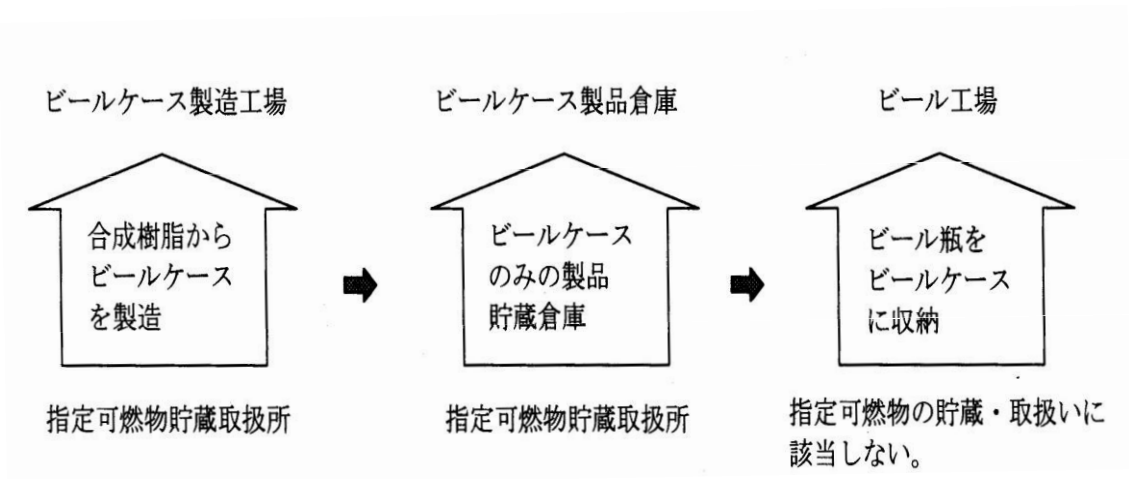 ビールケース製造工場
合成樹脂から
ビールケース
を製造
指定可燃物貯蔵取扱所
ビールケース製品倉庫
ビールケース
のみの製品
貯蔵倉庫
指定可燃物貯蔵取扱所
ビール工場
ビール瓶を
ビールケース
に収納
指定可燃物の貯蔵・取扱いに
該当しない。